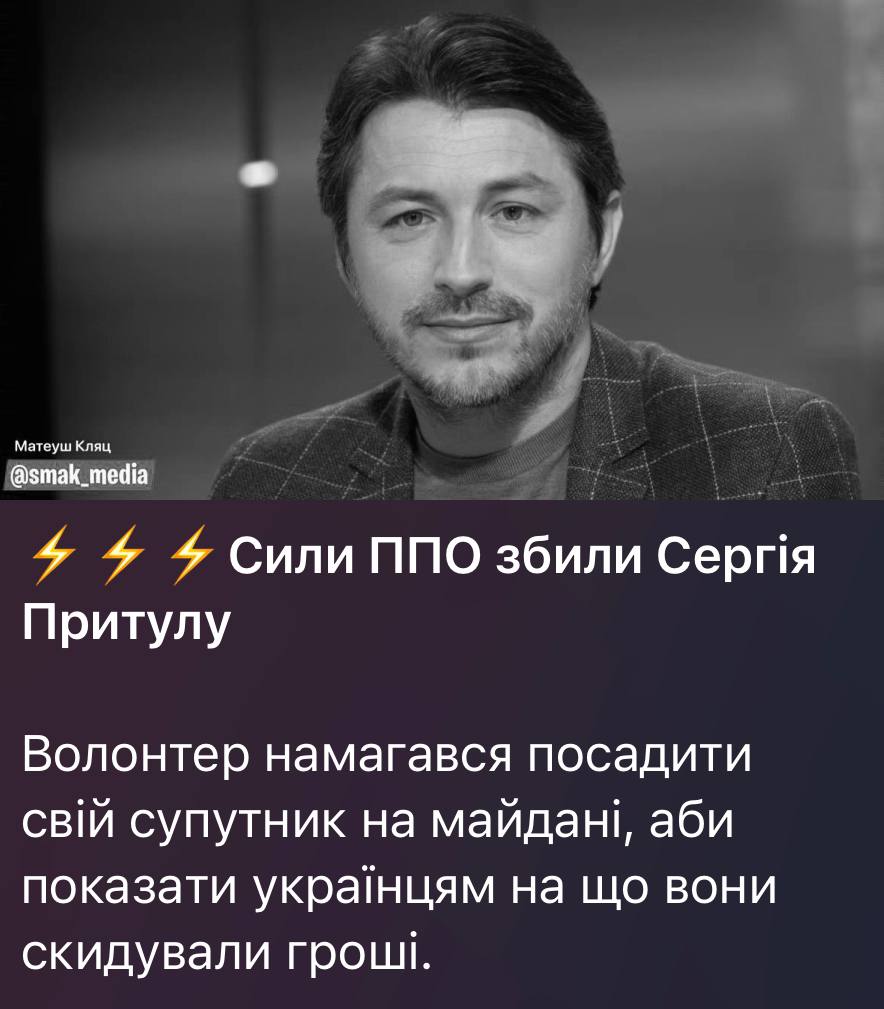 Матеуш Кляц
@smak_media
⚡⚡⚡Сили ППО збили Сергія
Притулу
Волонтер намагався посадити
свій супутник на майдані, аби
показати українцям на що вони
скидували гроші.